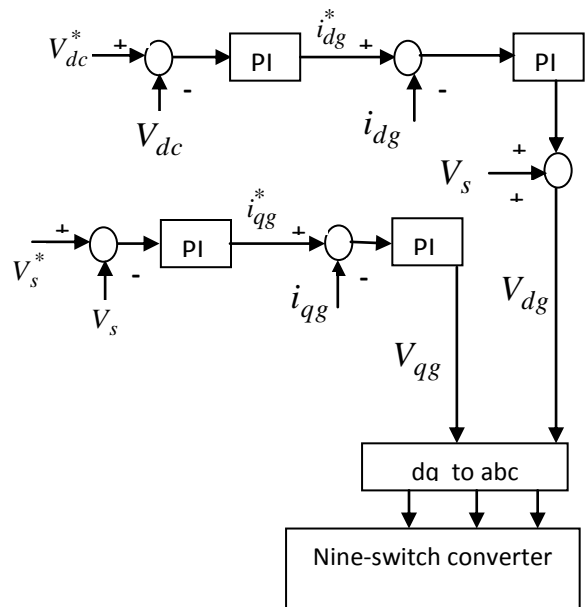 V*dc + - PI i*dg + - PI
Vdc
idg
Vs + +
Vdg
V*s + - PI i*qg + - PI
Vs
iqg
Vqg
dq to abc
Nine-switch converter